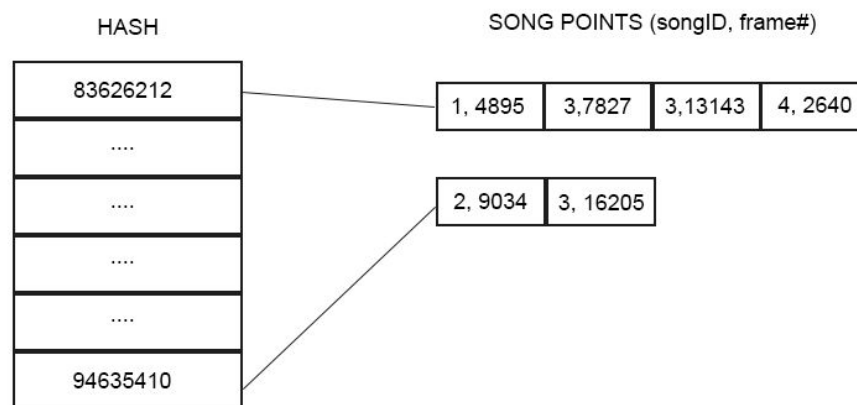 HASH
SONG POINTS (songID, frame#)
83626212
1, 4895 3,7827 3,13143 4, 2640
....
....
2, 9034 3, 16205
....
....
94635410